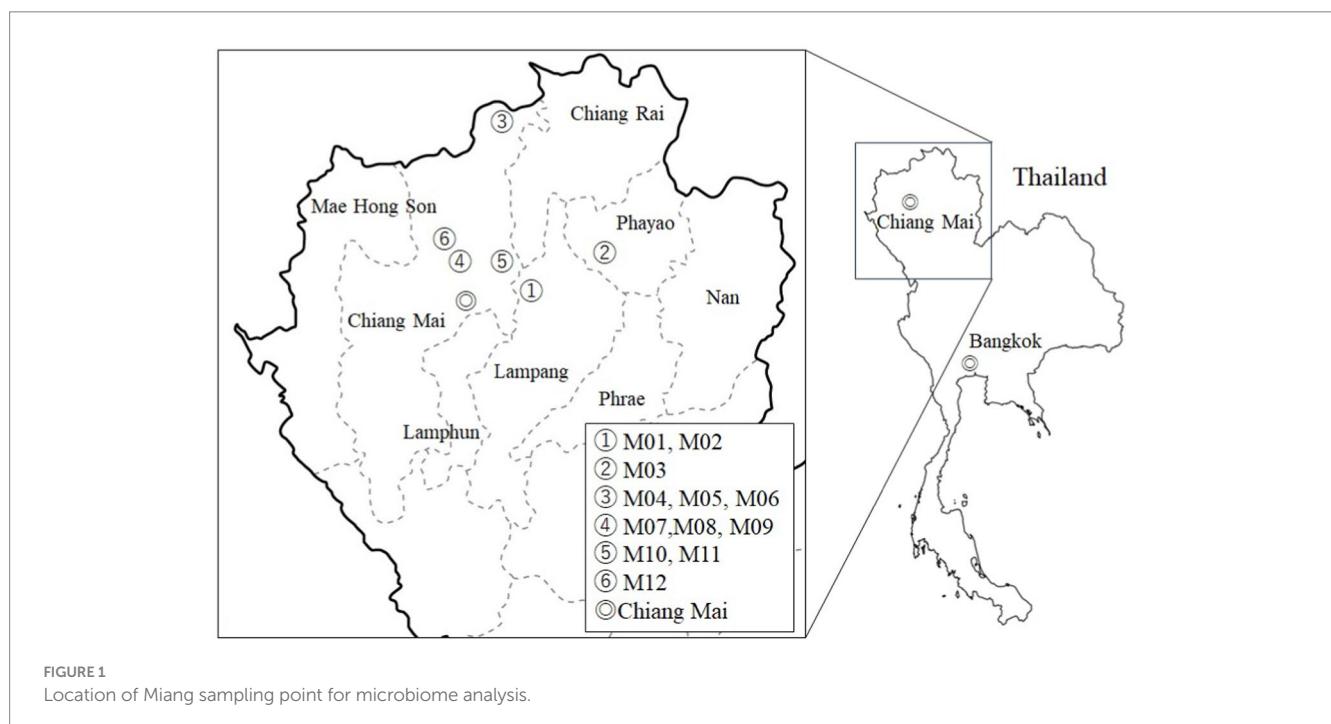 Chiang Rai
③
Mae Hong Son
Phayao
⑥
④
⑤
②
①
Nan
◎
Chiang Mai
Lampang
Phrae
Lamphun
① M01, M02
② M03
③ M04, M05, M06
④ M07,M08, M09
⑤ M10, M11
⑥ M12
◎Chiang Mai
Thailand
◎
Chiang Mai
Bangkok
◎
FIGURE 1
Location of Miang sampling point for microbiome analysis.